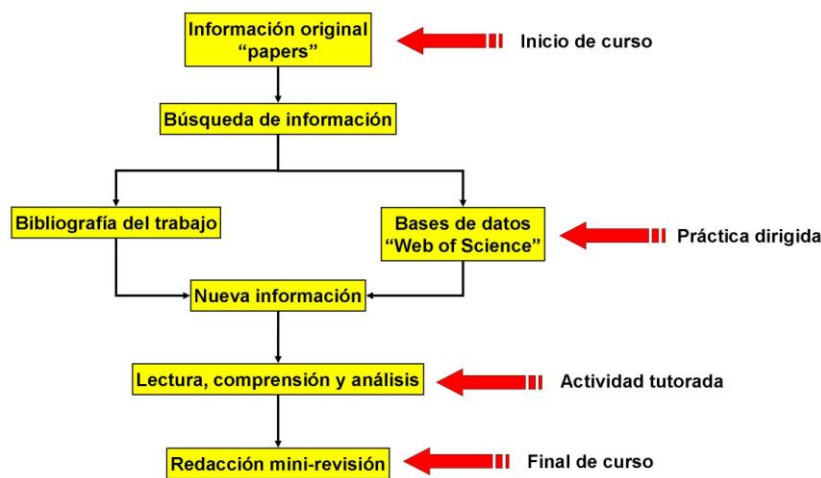 Información original
“papers”
Inicio de curso
Búsqueda de información
Bibliografía del trabajo
Bases de datos
“Web of Science”
Práctica dirigida
Nueva información
Lectura, comprensión y análisis
Actividad tutorada
Redacción mini-revisión
Final de curso